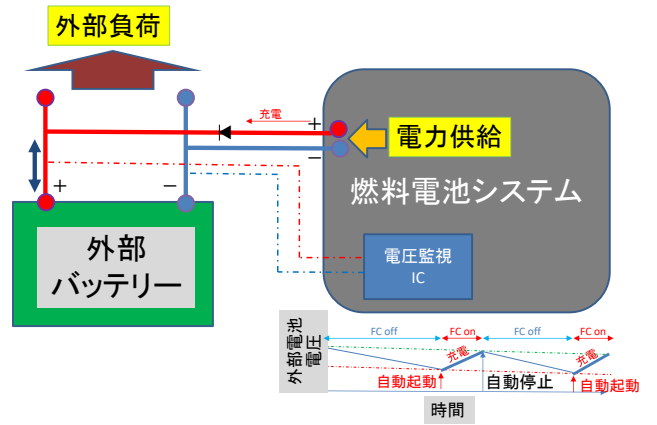 外部負荷
充電
+
−
電力供給
燃料電池システム
+
−
外部
バッテリー
電圧監視
IC
外部電池
電圧
FC off
FC on
FC off
FC on
充電
充電
自動起動
自動停止
自動起動
時間